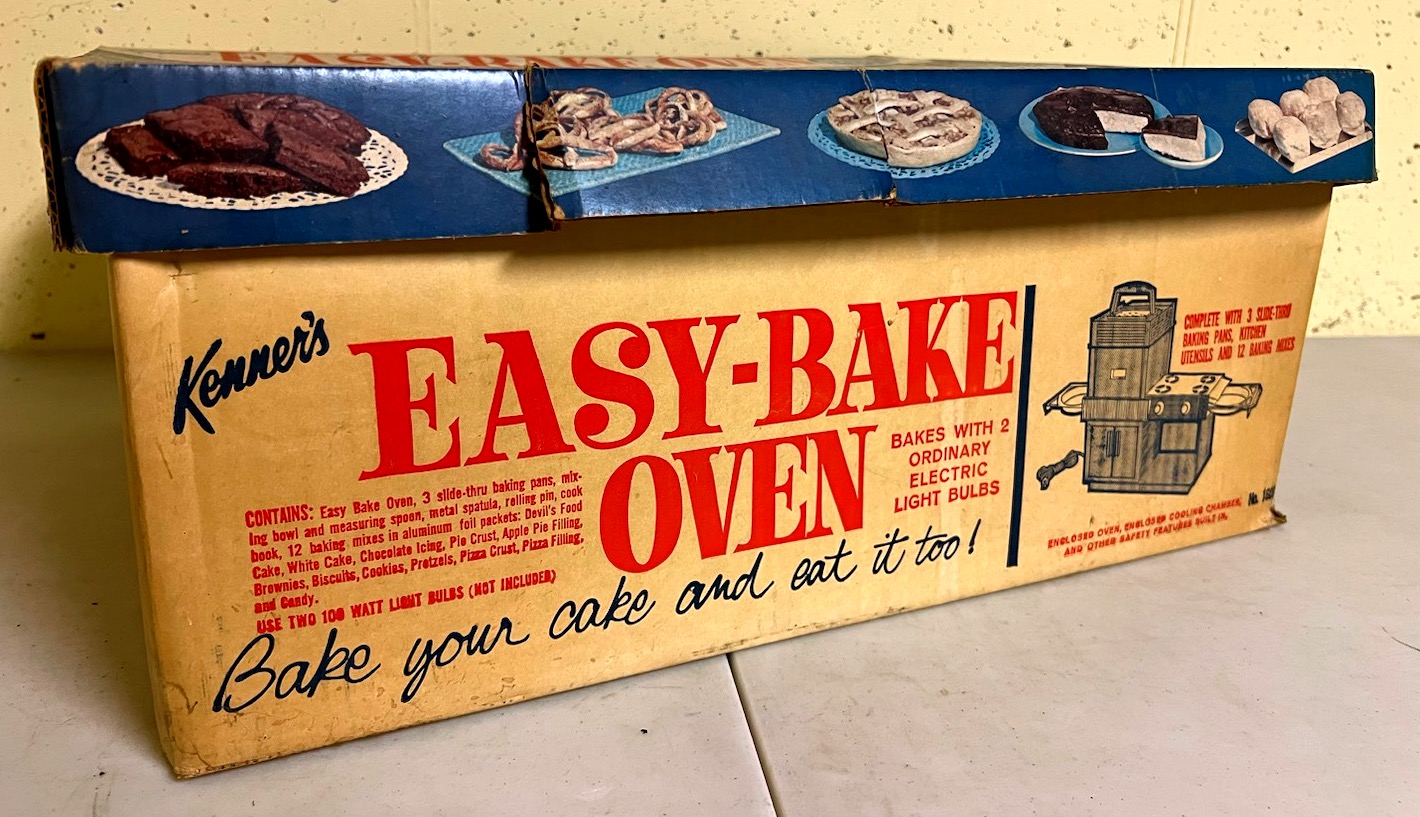 EASY-BAKE OVEN
Kenner's
EASY-BAKE
OVEN
BAKES WITH 2
ORDINARY
ELECTRIC
LIGHT BULBS
CONTAINS: Easy Bake Oven, 3 slide-thru baking pans, mix-
ing bowl and measuring spoon, metal spatula, rolling pin, cook
book, 12 baking mixes in aluminum foil packets: Devil's Food
Cake, White Cake, Chocolate Icing, Pie Crust, Apple Pie Filling,
Brownies, Biscuits, Cookies, Pretzels, Pizza Crust, Pizza Filling,
and Candy.
USE TWO 100 WATT LIGHT BULBS (NOT INCLUDED)
Bake your cake and eat it too!
COMPLETE WITH 3 SLIDE-THRU
BAKING PANS, KITCHEN
UTENSILS AND 12 BAKING MIXES
No.
ENCLOSED OVEN, ENCLOSED COOLING CHAMBER,
AND OTHER SAFETY FEATURES BUILT IN.